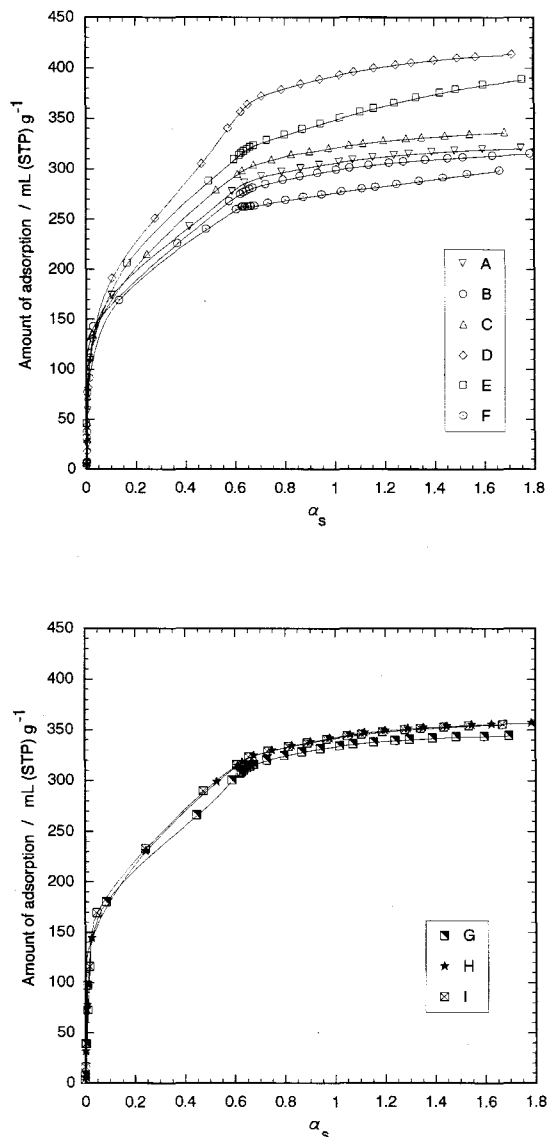 450
400
350
300
250
200
150
100
50
0
Amount of adsorption / mL (STP) g⁻¹
A
B
C
D
E
F
0 0.2 0.4 0.6 0.8 1 1.2 1.4 1.6 1.8
αs
450
400
350
300
250
200
150
100
50
0
Amount of adsorption / mL (STP) g⁻¹
G
H
I
0 0.2 0.4 0.6 0.8 1 1.2 1.4 1.6 1.8
αs